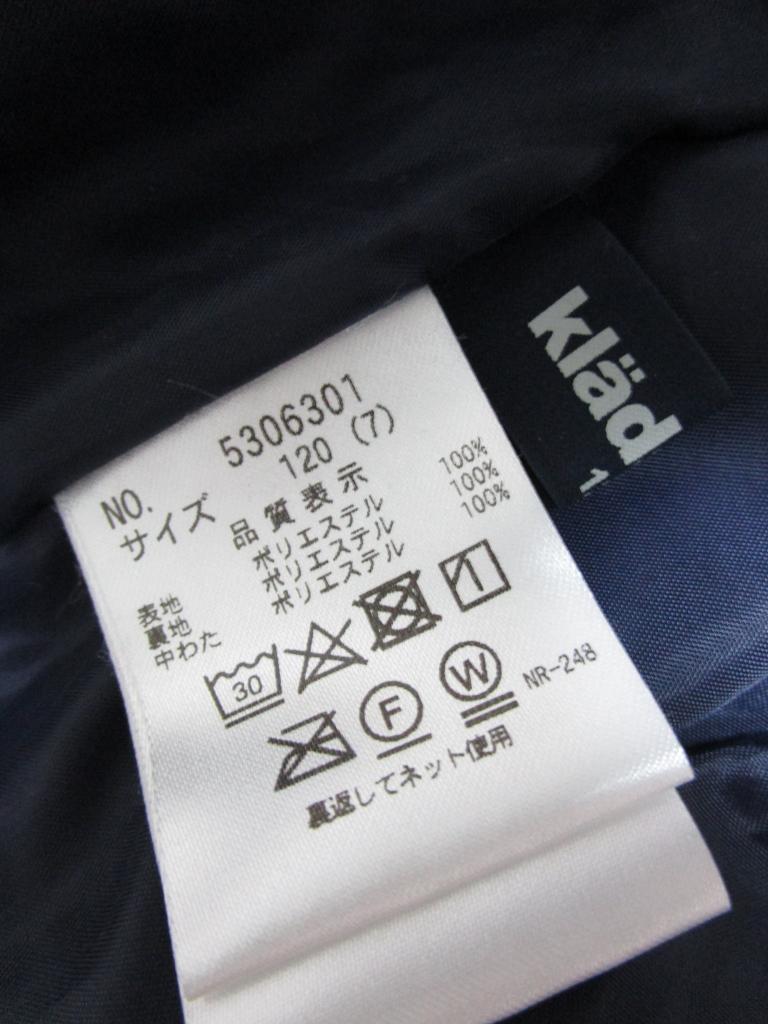 kläd
1
NO. 5306301
サイズ 120 (7)
品質表示
表地 ポリエステル 100%
裏地 ポリエステル 100%
中わた ポリエステル 100%
30
F W NR-248
裏返してネット使用